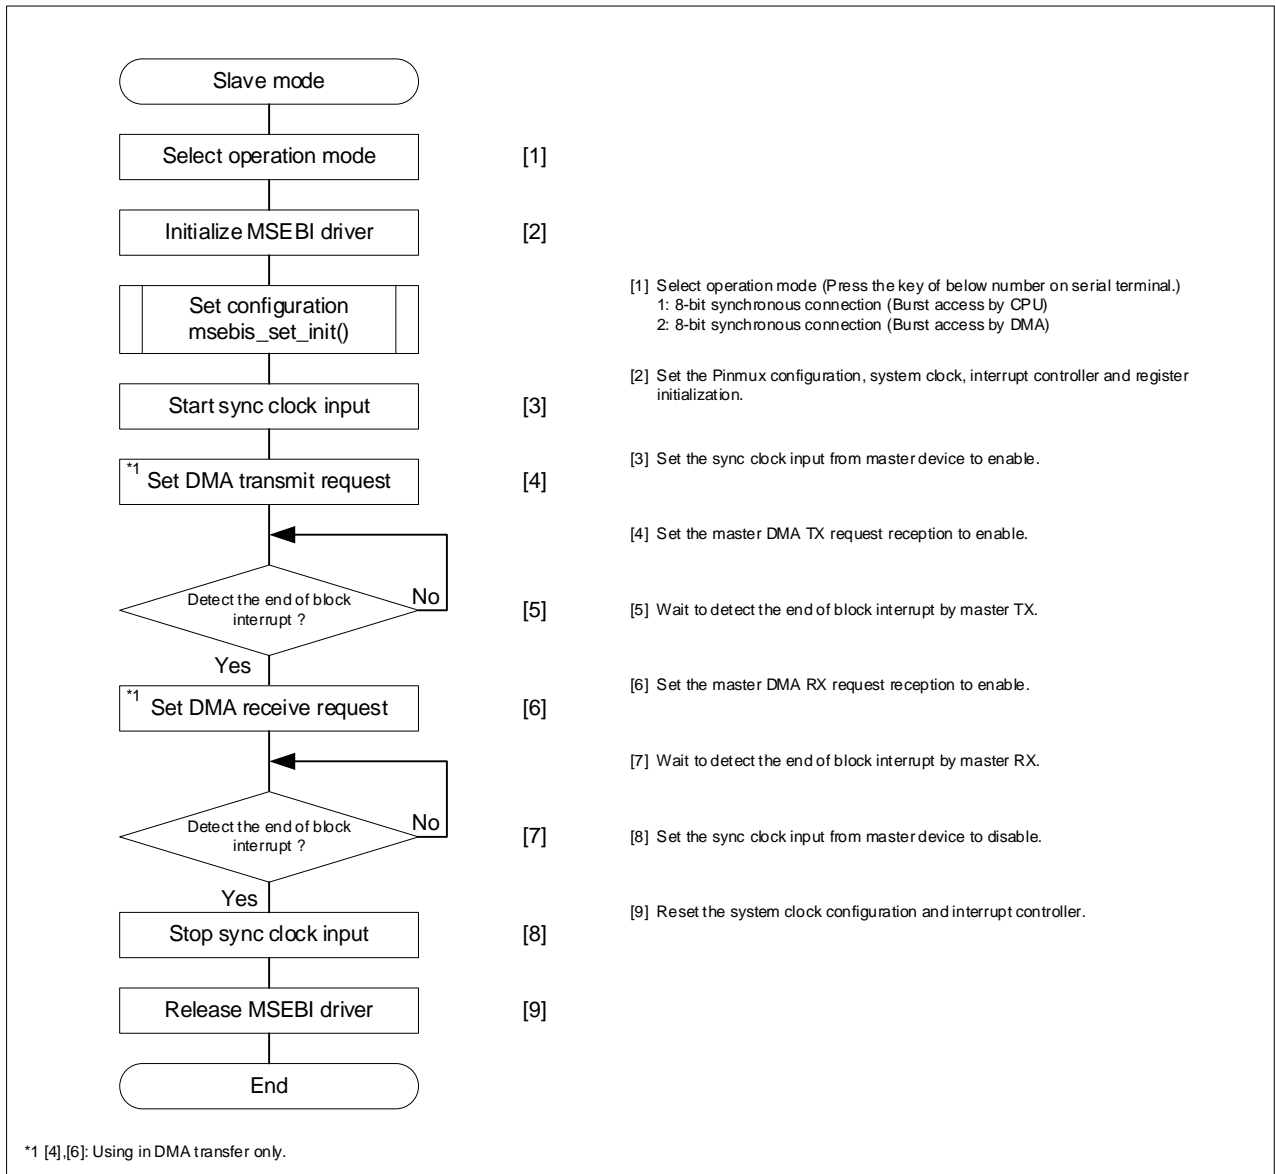 Slave mode
Select operation mode [1]
Initialize MSEBI driver [2]
Set configuration
msebis_set_init()
Start sync clock input [3]
*1 Set DMA transmit request [4]
Detect the end of block
interrupt ?
No
[5]
Yes
*1 Set DMA receive request [6]
Detect the end of block
interrupt ?
No
[7]
Yes
Stop sync clock input [8]
Release MSEBI driver [9]
End
[1] Select operation mode (Press the key of below number on serial terminal.)
1: 8-bit synchronous connection (Burst access by CPU)
2: 8-bit synchronous connection (Burst access by DMA)
[2] Set the Pinmux configuration, system clock, interrupt controller and register
initialization.
[3] Set the sync clock input from master device to enable.
[4] Set the master DMA TX request reception to enable.
[5] Wait to detect the end of block interrupt by master TX.
[6] Set the master DMA RX request reception to enable.
[7] Wait to detect the end of block interrupt by master RX.
[8] Set the sync clock input from master device to disable.
[9] Reset the system clock configuration and interrupt controller.
*1 [4],[6]: Using in DMA transfer only.